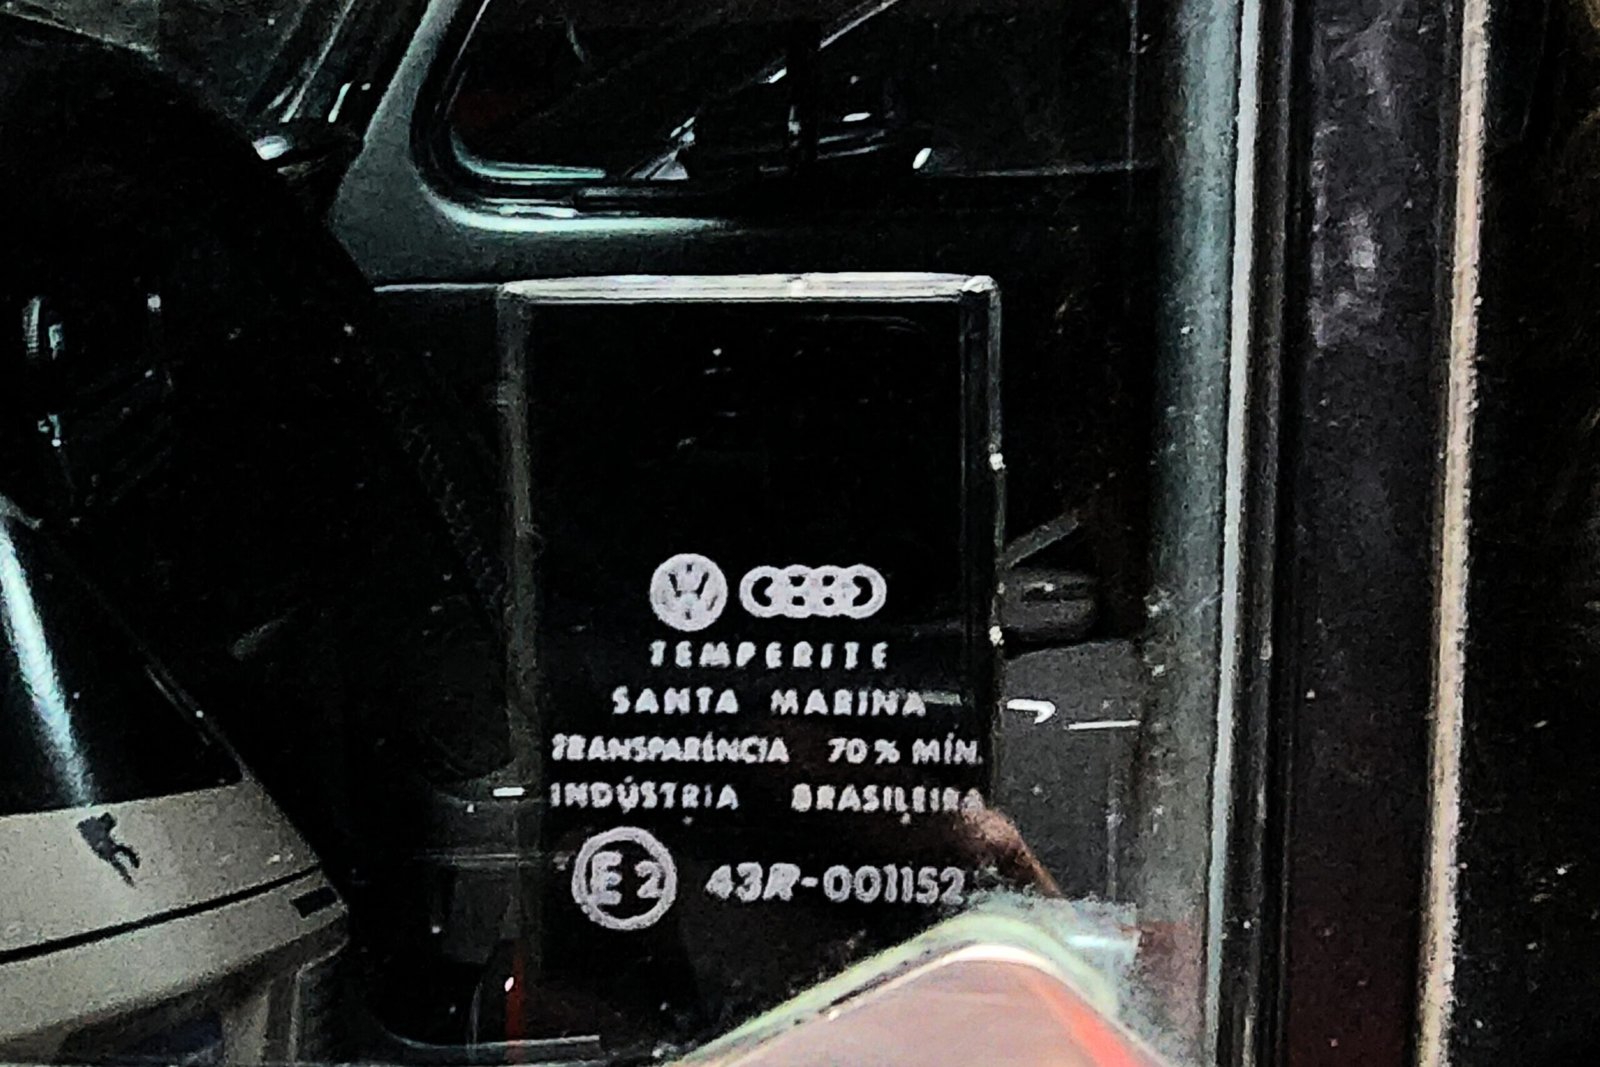 TEMPERITE
SANTA MARINA
TRANSPARÊNCIA 70% MÍN.
INDÚSTRIA BRASILEIRA
E2 43R-001152